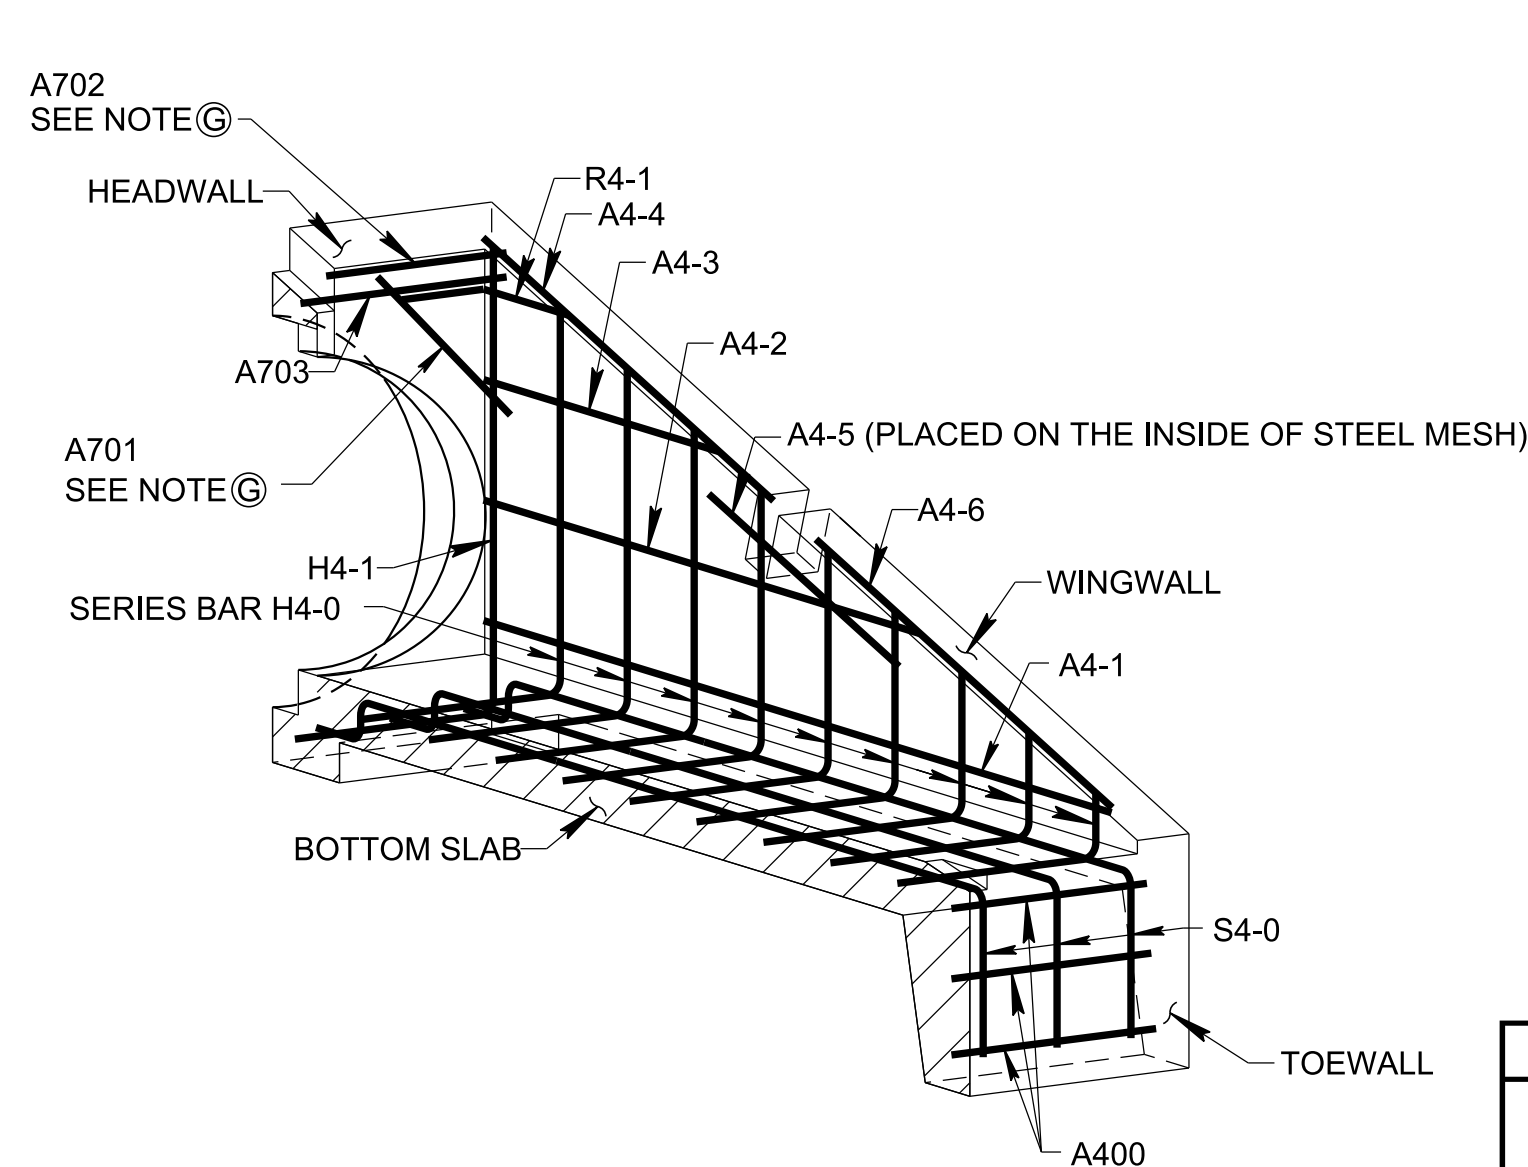 A702
SEE NOTE G
HEADWALL
R4-1
A4-4
A4-3
A4-2
A703
A4-5 (PLACED ON THE INSIDE OF STEEL MESH)
A701
SEE NOTE G
A4-6
H4-1
WINGWALL
SERIES BAR H4-0
A4-1
BOTTOM SLAB
S4-0
TOEWALL
A400